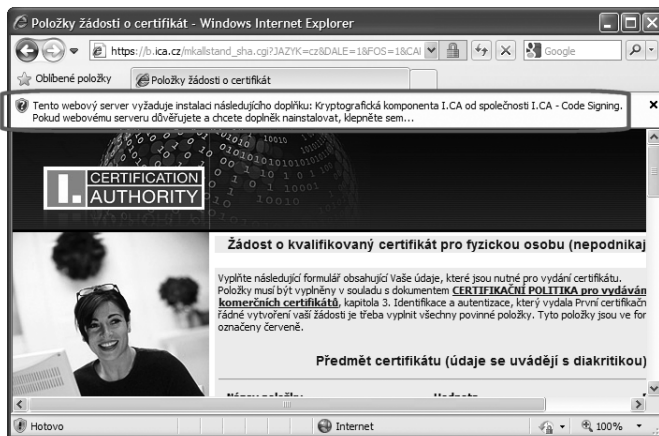 Položky žádosti o certifikát - Windows Internet Explorer
https://b.ica.cz/mkallstand_sha.cgi?JAZYK=cz&DALE=1&FOS=1&CAI
Google
Oblíbené položky
Položky žádosti o certifikát
Tento webový server vyžaduje instalaci následujícího doplňku: Kryptografická komponenta I.CA od společnosti I.CA - Code Signing.
Pokud webovému serveru důvěřujete a chcete doplněk nainstalovat, klepněte sem...
I. CERTIFICATION
AUTHORITY
Žádost o kvalifikovaný certifikát pro fyzickou osobu (nepodnikaj
Vyplňte následující formulář obsahující Vaše údaje, které jsou nutné pro vydání certifikátu.
Položky musí být vyplněny v souladu s dokumentem CERTIFIKAČNÍ POLITIKA pro vydáván
komerčních certifikátů, kapitola 3. Identifikace a autentizace, který vydala První certifikačn
řádné vytvoření vaší žádosti je třeba vyplnit všechny povinné položky. Tyto položky jsou ve for
označeny červeně.
Předmět certifikátu (údaje se uvádějí s diakritikou)
Název položky Hodnota
Hotovo
Internet
100%